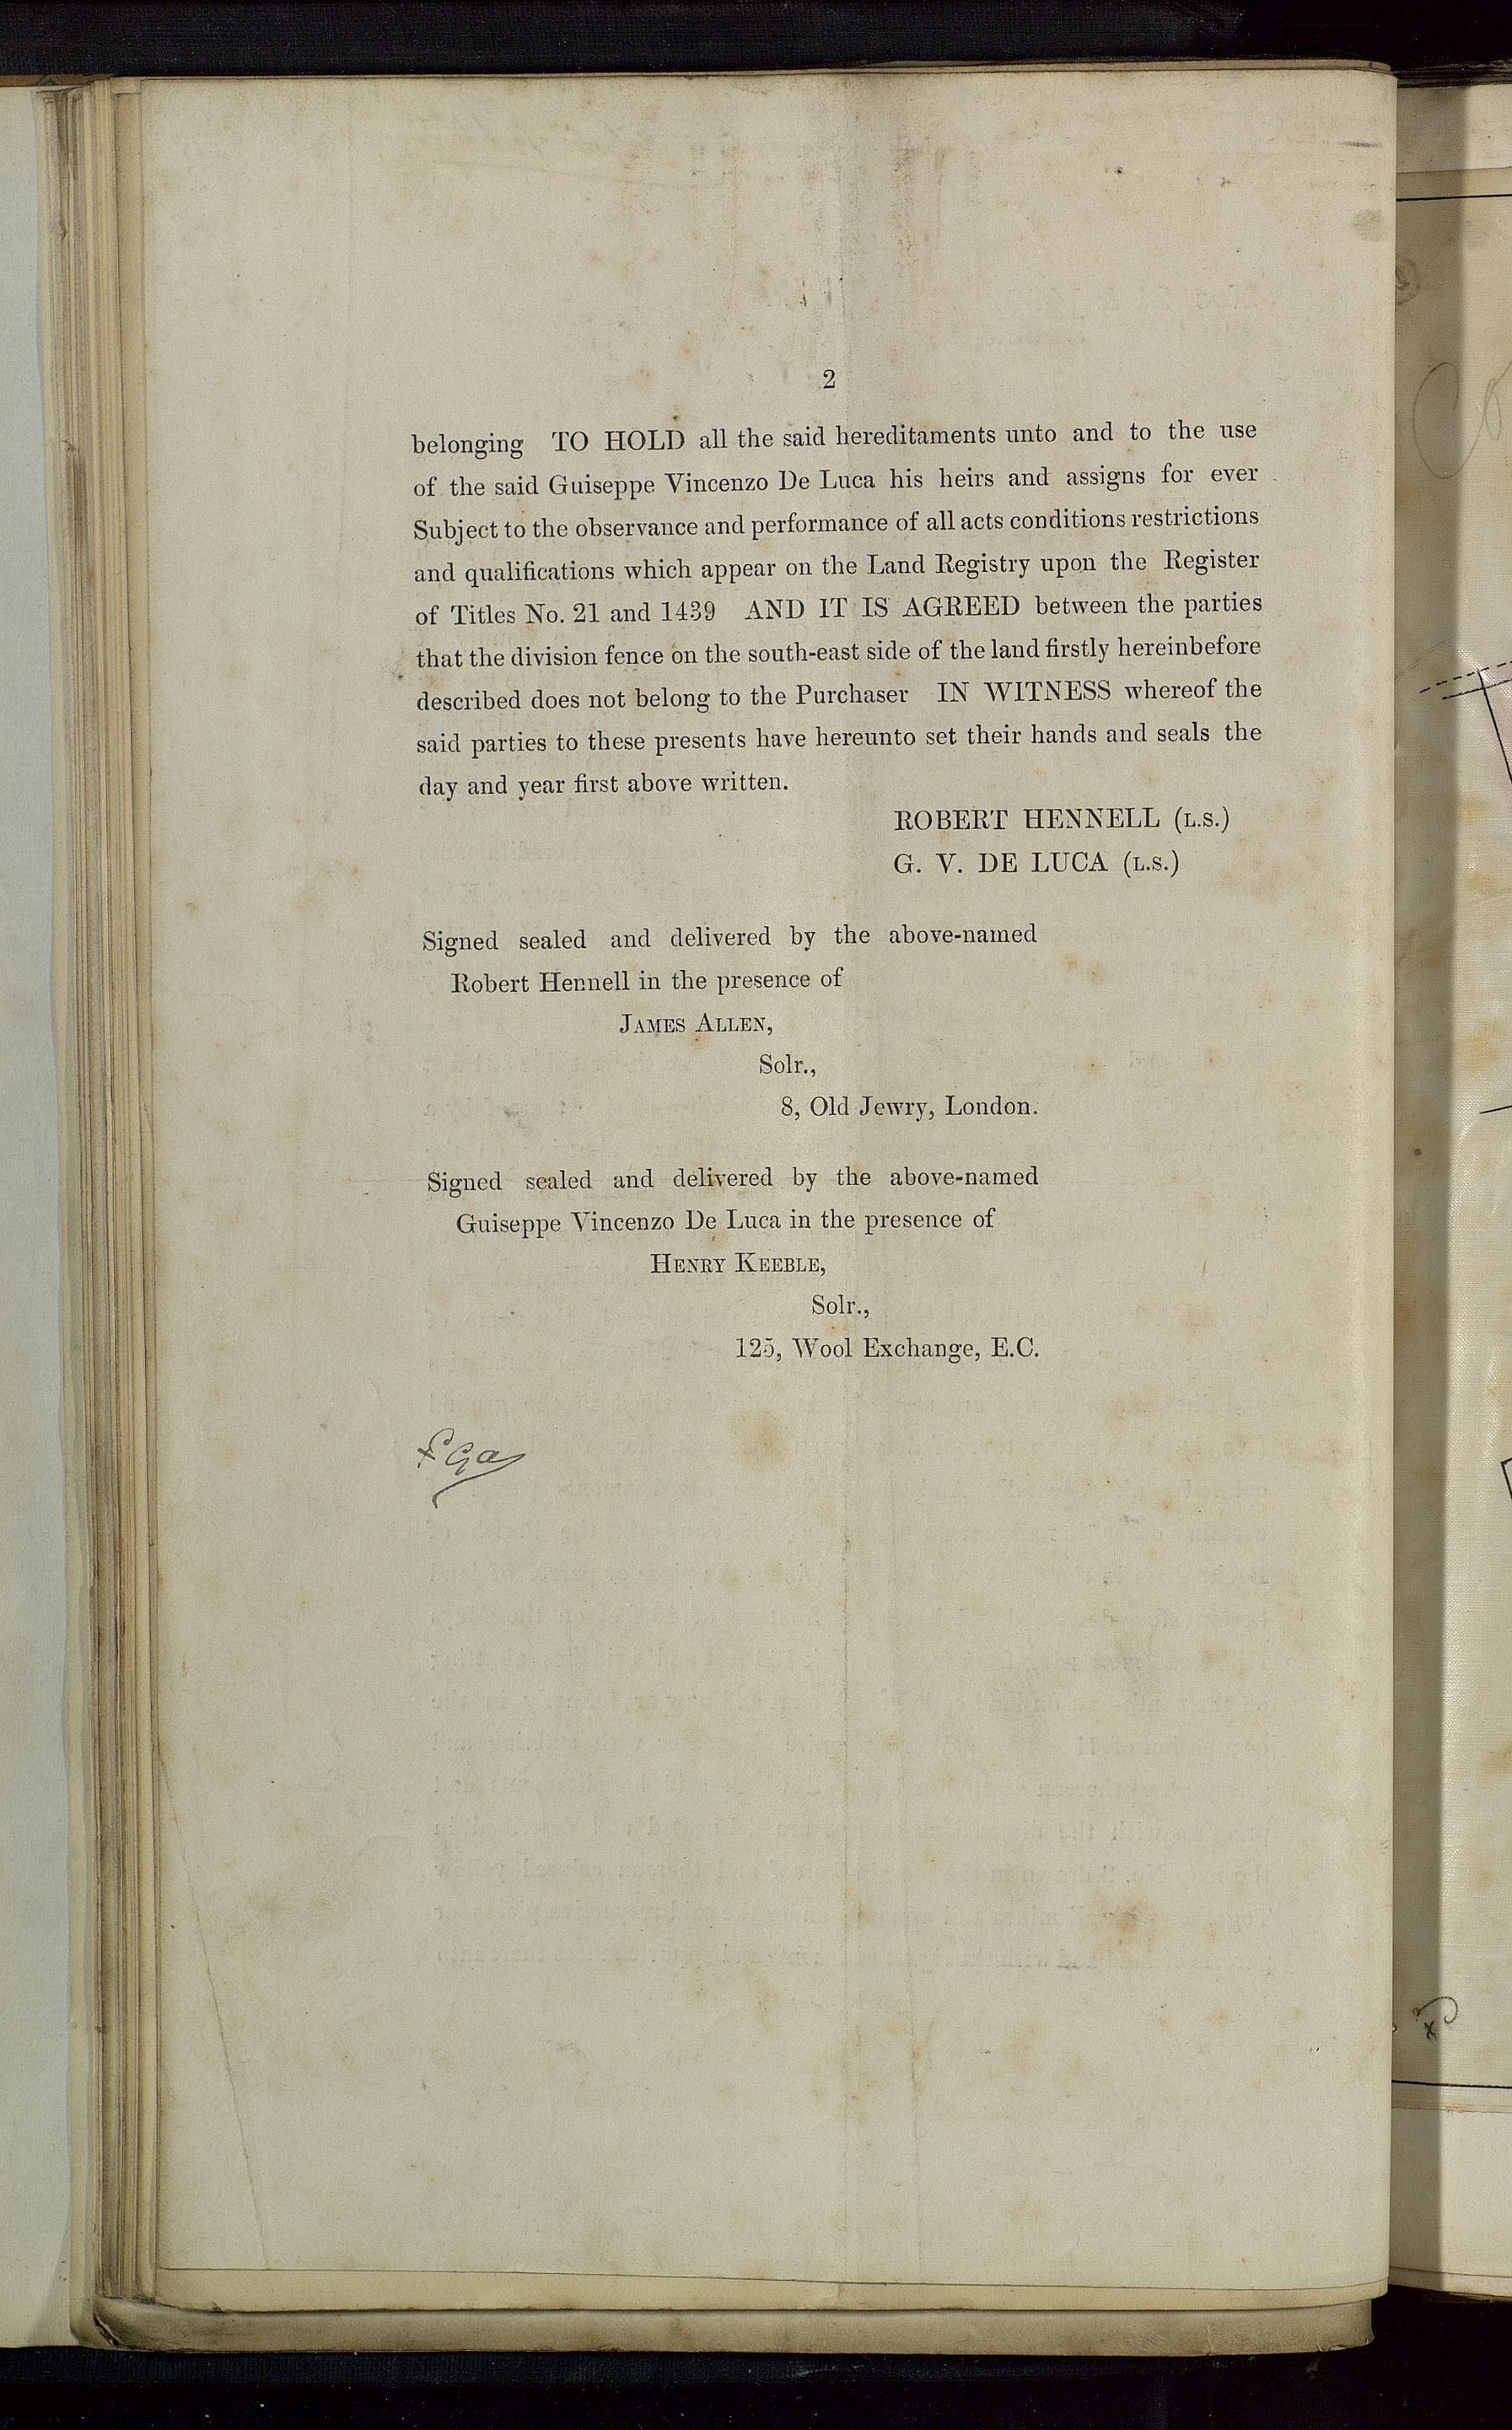 2
belonging TO HOLD all the said hereditaments unto and to the use
of the said Guiseppe Vincenzo De Luca his heirs and assigns for ever
Subject to the observance and performance of all acts conditions restrictions
and qualifications which appear on the Land Registry upon the Register
of Titles No. 21 and 1439 AND IT IS AGREED between the parties
that the division fence on the south-east side of the land firstly hereinbefore
described does not belong to the Purchaser IN WITNESS whereof the
said parties to these presents have hereunto set their hands and seals the
day and year first above written.
ROBERT HENNELL (L.S.)
G. V. DE LUCA (L.S.)
Signed sealed and delivered by the above-named
Robert Hennell in the presence of
JAMES ALLEN,
Solr.,
8, Old Jewry, London.
Signed sealed and delivered by the above-named
Guiseppe Vincenzo De Luca in the presence of
HENRY KEEBLE,
Solr.,
125, Wool Exchange, E.C.